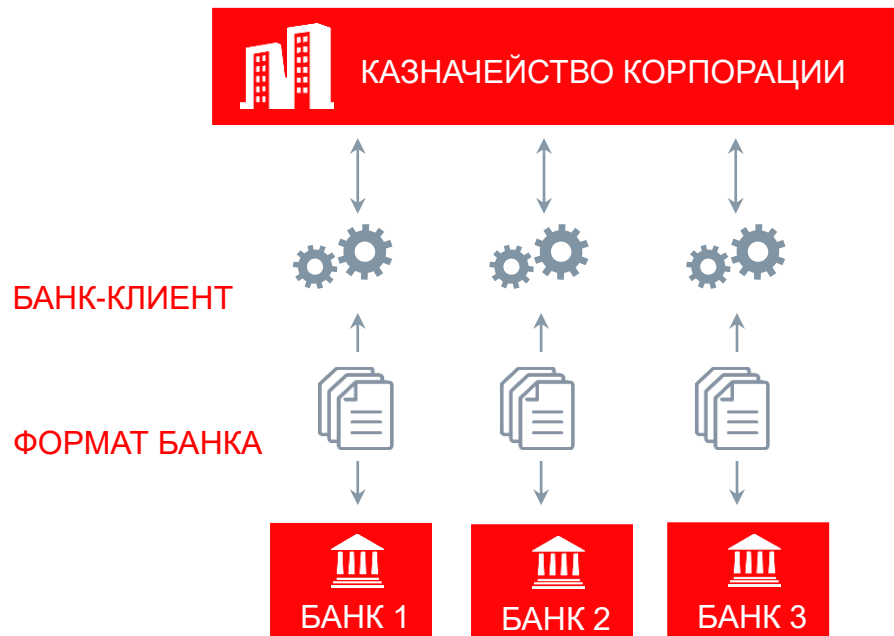 КАЗНАЧЕЙСТВО КОРПОРАЦИИ
БАНК-КЛИЕНТ
ФОРМАТ БАНКА
БАНК 1
БАНК 2
БАНК 3